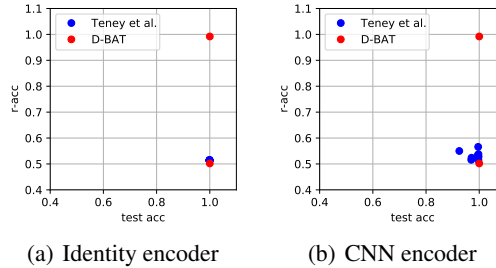 1.1
1.0
0.9
0.8
0.7
0.6
0.5
0.4
r-acc
Teney et al.
D-BAT
0.4 0.6 0.8 1.0
test acc
(a) Identity encoder
1.1
1.0
0.9
0.8
0.7
0.6
0.5
0.4
r-acc
Teney et al.
D-BAT
0.4 0.6 0.8 1.0
test acc
(b) CNN encoder